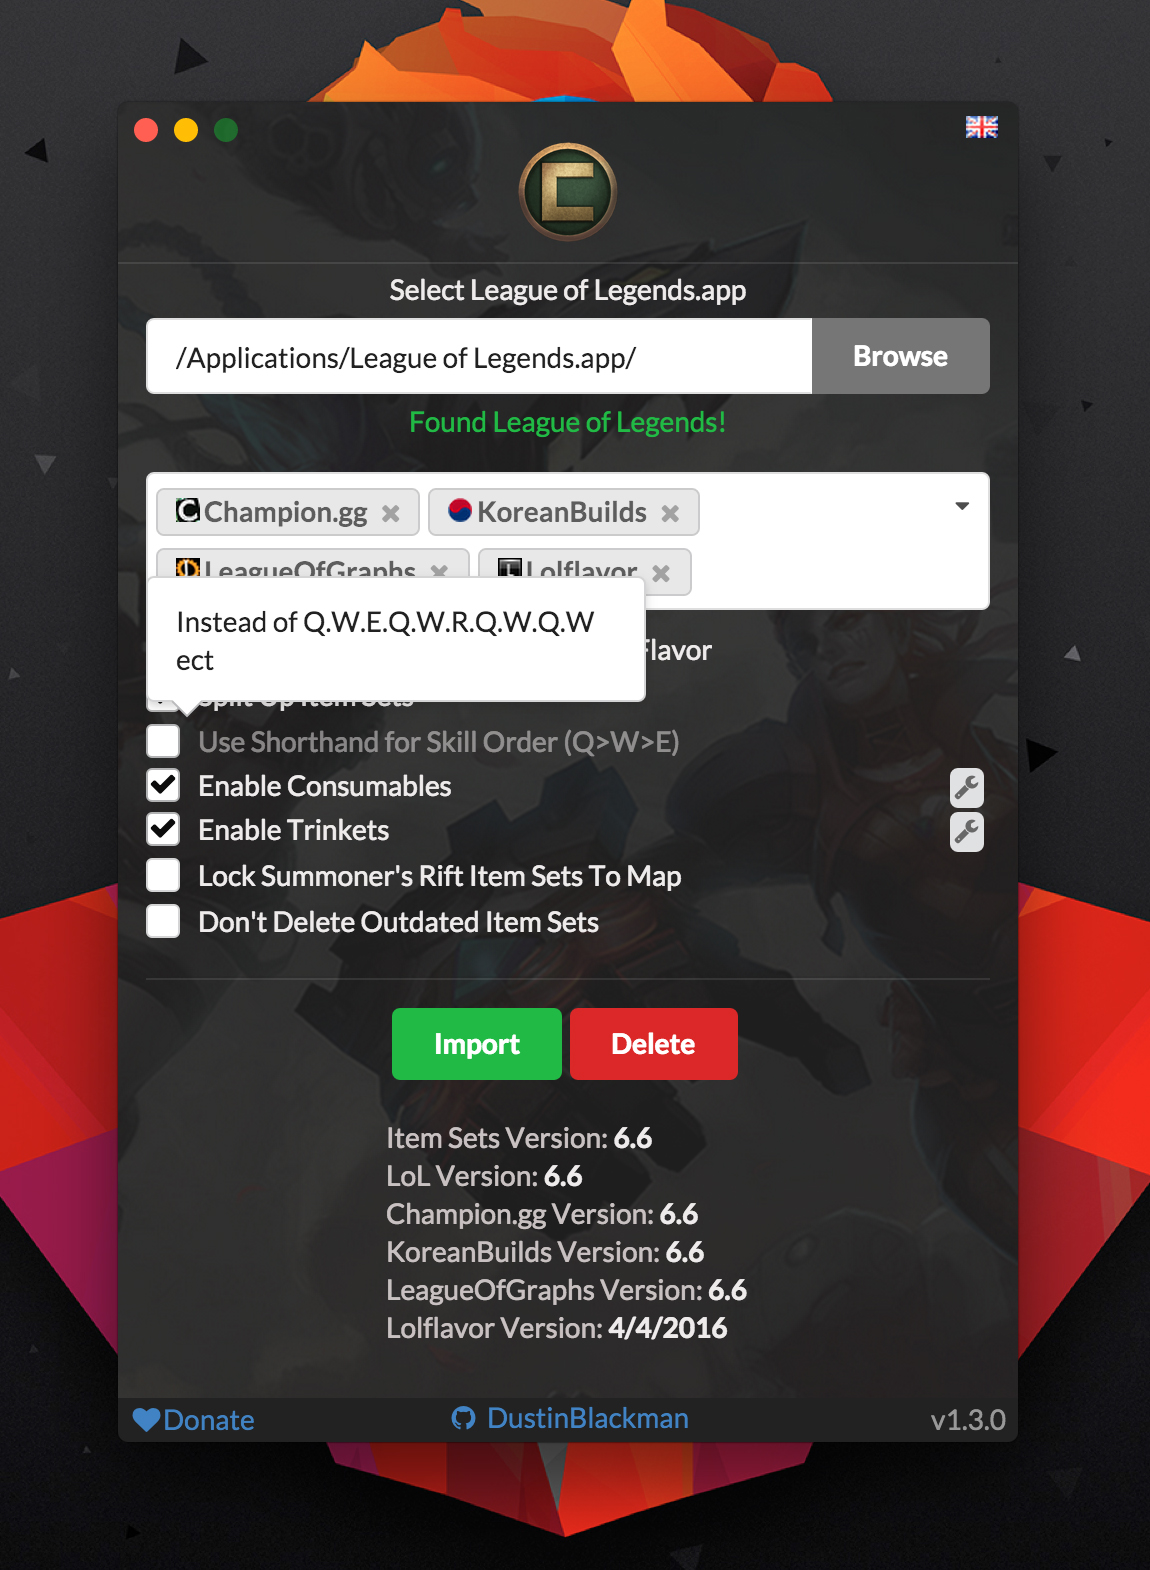 Select League of Legends.app
/Applications/League of Legends.app/
Browse
Found League of Legends!
Champion.gg
KoreanBuilds
LeagueOfGraphs
Lolflavor
Instead of Q.W.E.Q.W.R.Q.W.Q.W
ect
Flavor
Split Up Item Sets
Use Shorthand for Skill Order (Q>W>E)
Enable Consumables
Enable Trinkets
Lock Summoner's Rift Item Sets To Map
Don't Delete Outdated Item Sets
Import
Delete
Item Sets Version: 6.6
LoL Version: 6.6
Champion.gg Version: 6.6
KoreanBuilds Version: 6.6
LeagueOfGraphs Version: 6.6
Lolflavor Version: 4/4/2016
Donate
DustinBlackman
v1.3.0